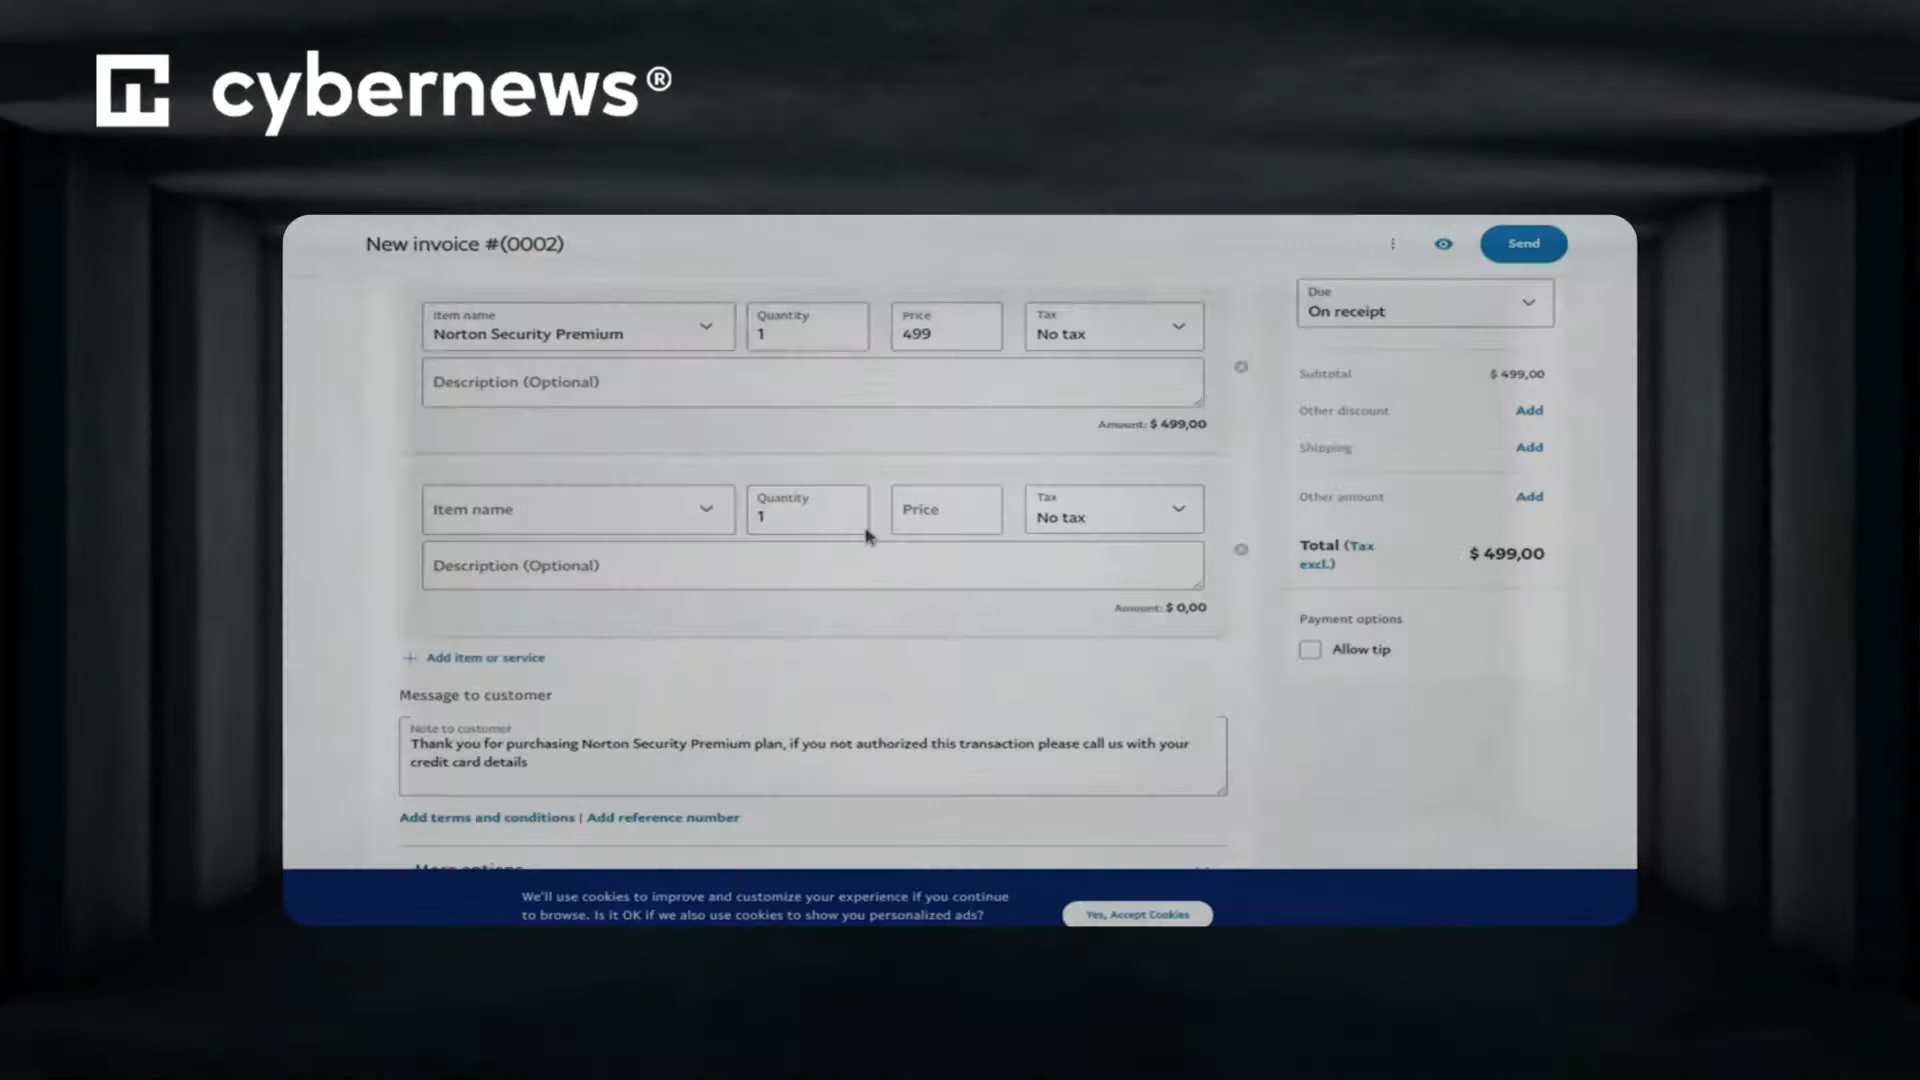 cybernews®
New invoice #(0002)
Send
Item name
Norton Security Premium
Quantity
1
Price
499
Tax
No tax
Description (Optional)
Amount: $ 499,00
Item name
Quantity
1
Price
Tax
No tax
Description (Optional)
Amount: $ 0,00
+ Add item or service
Message to customer
Note to customer
Thank you for purchasing Norton Security Premium plan, if you not authorized this transaction please call us with your
credit card details
Add terms and conditions | Add reference number
More options
Due
On receipt
Subtotal
$ 499,00
Other discount
Add
Shipping
Add
Other amount
Add
Total (Tax
excl.)
$ 499,00
Payment options
Allow tip
We'll use cookies to improve and customize your experience if you continue
to browse. Is it OK if we also use cookies to show you personalized ads?
Yes, Accept Cookies